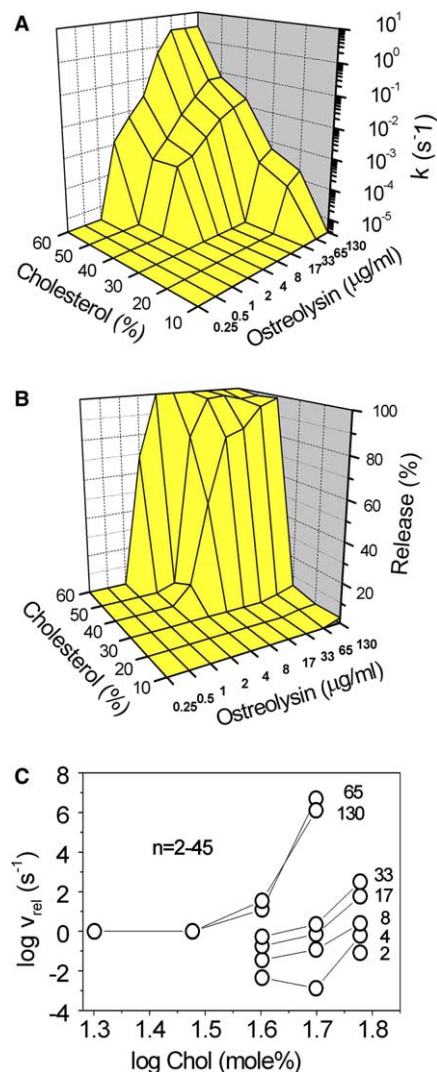 A
10¹
10⁰
10⁻¹
10⁻²
10⁻³
10⁻⁴
10⁻⁵
k (s⁻¹)
60
50
40
30
20
10
Cholesterol (%)
0.25 0.5 1 2 4 8 17 33 65 130
Ostreolysin (μg/ml)
B
100
80
60
40
20
Release (%)
60
50
40
30
20
10
Cholesterol (%)
0.25 0.5 1 2 4 8 17 33 65 130
Ostreolysin (μg/ml)
C
8
6
4
2
0
-2
-4
log v_rel (s⁻¹)
n=2-45
65
130
33
17
8
4
2
1.3 1.4 1.5 1.6 1.7 1.8
log Chol (mole%)